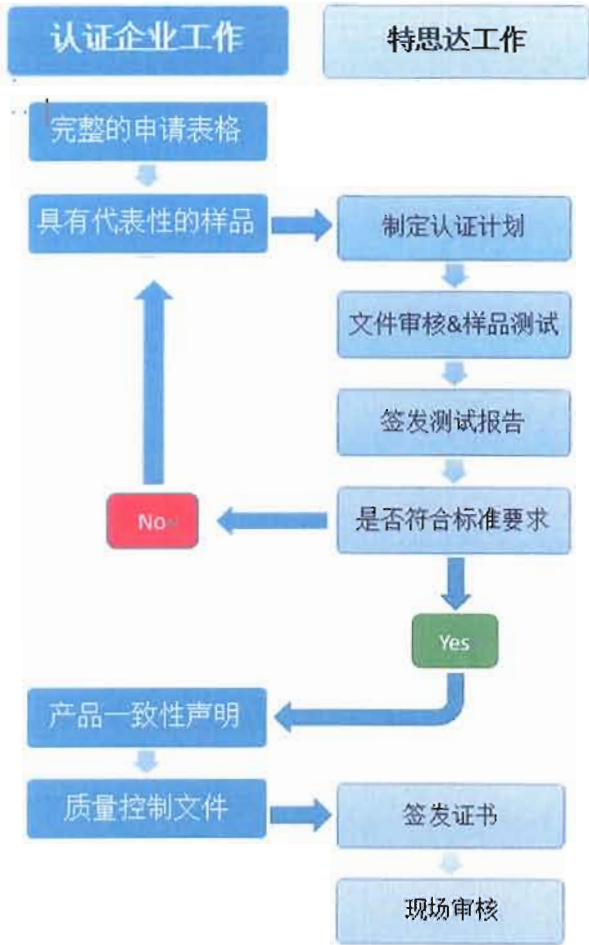 认证企业工作
特思达工作
完整的申请表格
具有代表性的样品
制定认证计划
文件审核&样品测试
签发测试报告
No
是否符合标准要求
Yes
产品一致性声明
质量控制文件
签发证书
现场审核